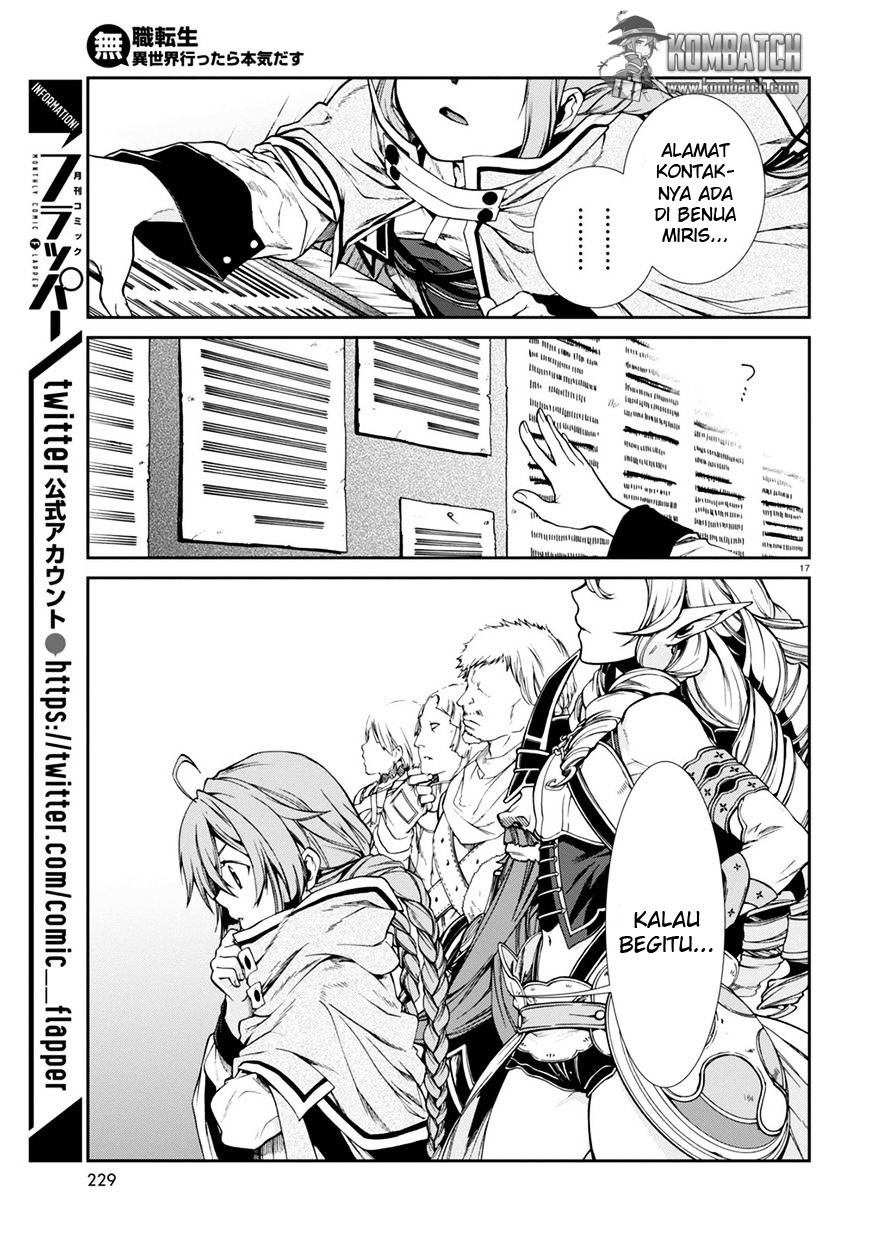 無職転生
異世界行ったら本気だす
KOMBATCH
www.kombatch.com
ALAMAT
KONTAK-
NYA ADA
DI BENUA
MIRIS...
?
17
KALAU
BEGITU...
INFORMATION!
月刊コミック
フラッパー
MONTHLY COMIC FLAPPER
twitter公式アカウント●https://twitter.com/comic__flapper
229